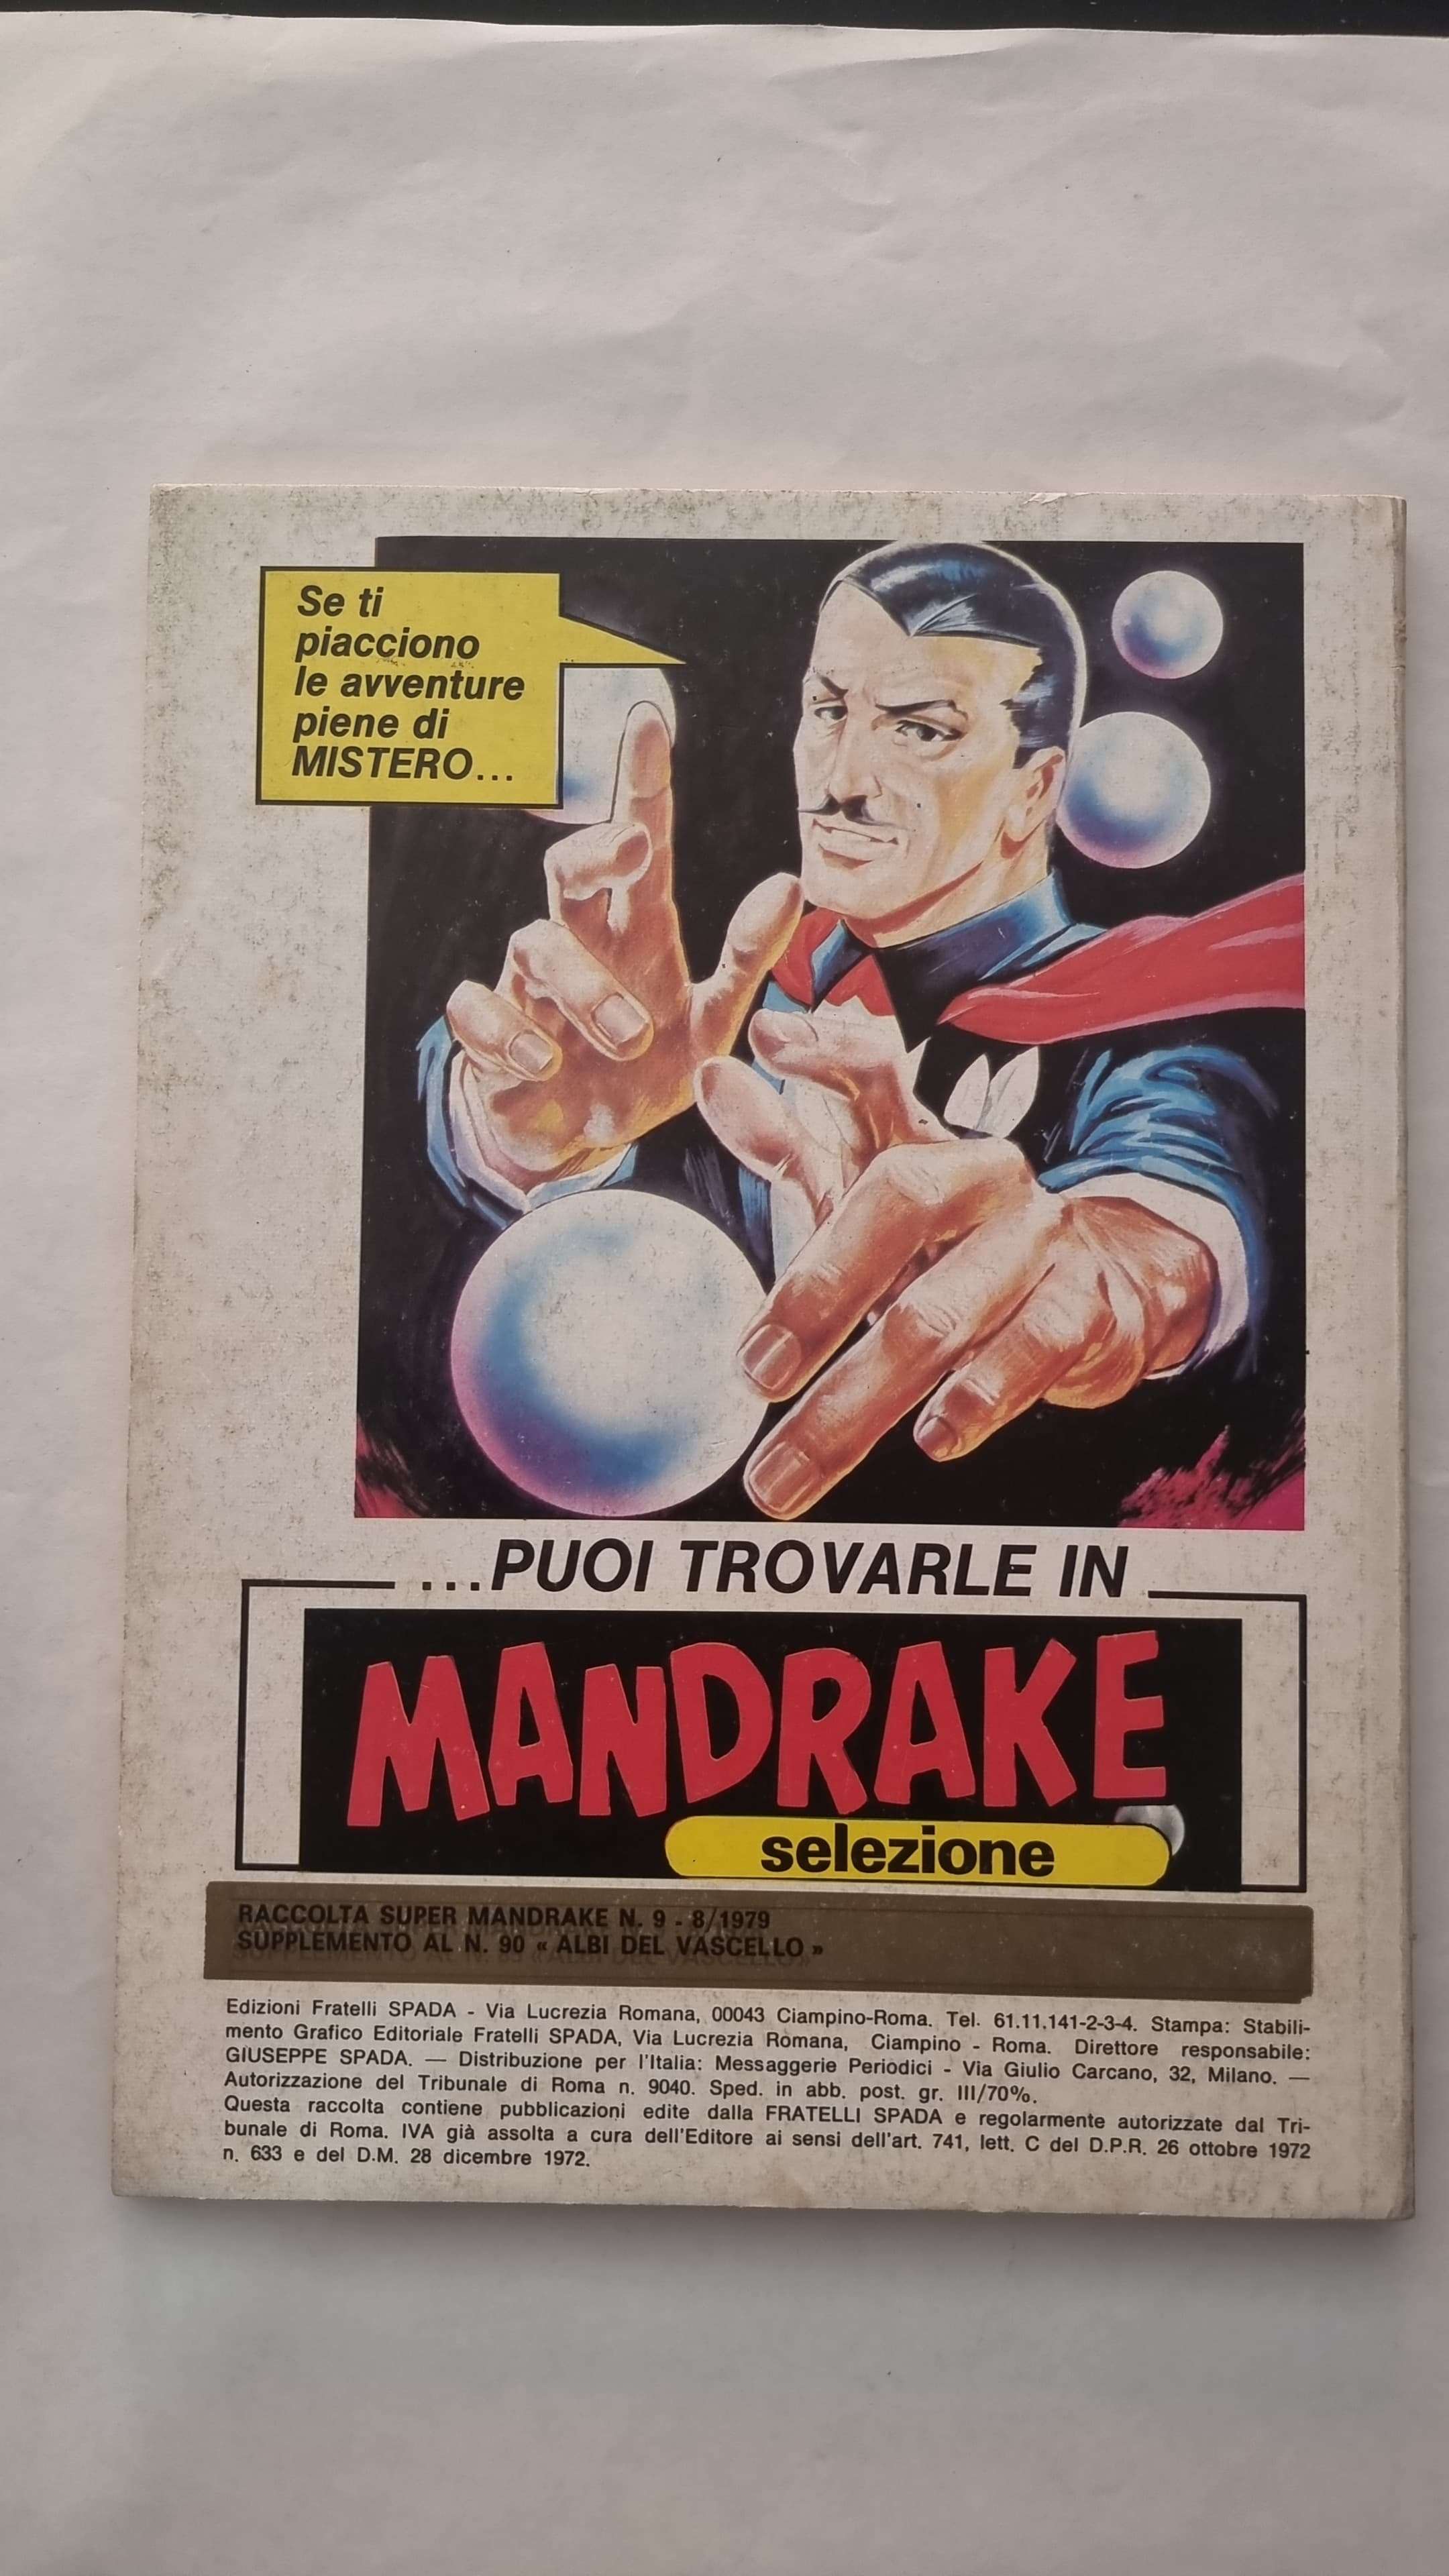 Se ti
piacciono
le avventure
piene di
MISTERO...
...PUOI TROVARLE IN
MANDRAKE
selezione
RACCOLTA SUPER MANDRAKE N. 9 - 8/1979
SUPPLEMENTO AL N. 90 « ALBI DEL VASCELLO »
Edizioni Fratelli SPADA - Via Lucrezia Romana, 00043 Ciampino-Roma. Tel. 61.11.141-2-3-4. Stampa: Stabili-
mento Grafico Editoriale Fratelli SPADA, Via Lucrezia Romana, Ciampino - Roma. Direttore responsabile:
GIUSEPPE SPADA. — Distribuzione per l'Italia: Messaggerie Periodici - Via Giulio Carcano, 32, Milano. —
Autorizzazione del Tribunale di Roma n. 9040. Sped. in abb. post. gr. III/70%.
Questa raccolta contiene pubblicazioni edite dalla FRATELLI SPADA e regolarmente autorizzate dal Tri-
bunale di Roma. IVA già assolta a cura dell'Editore ai sensi dell'art. 741, lett. C del D.P.R. 26 ottobre 1972
n. 633 e del D.M. 28 dicembre 1972.